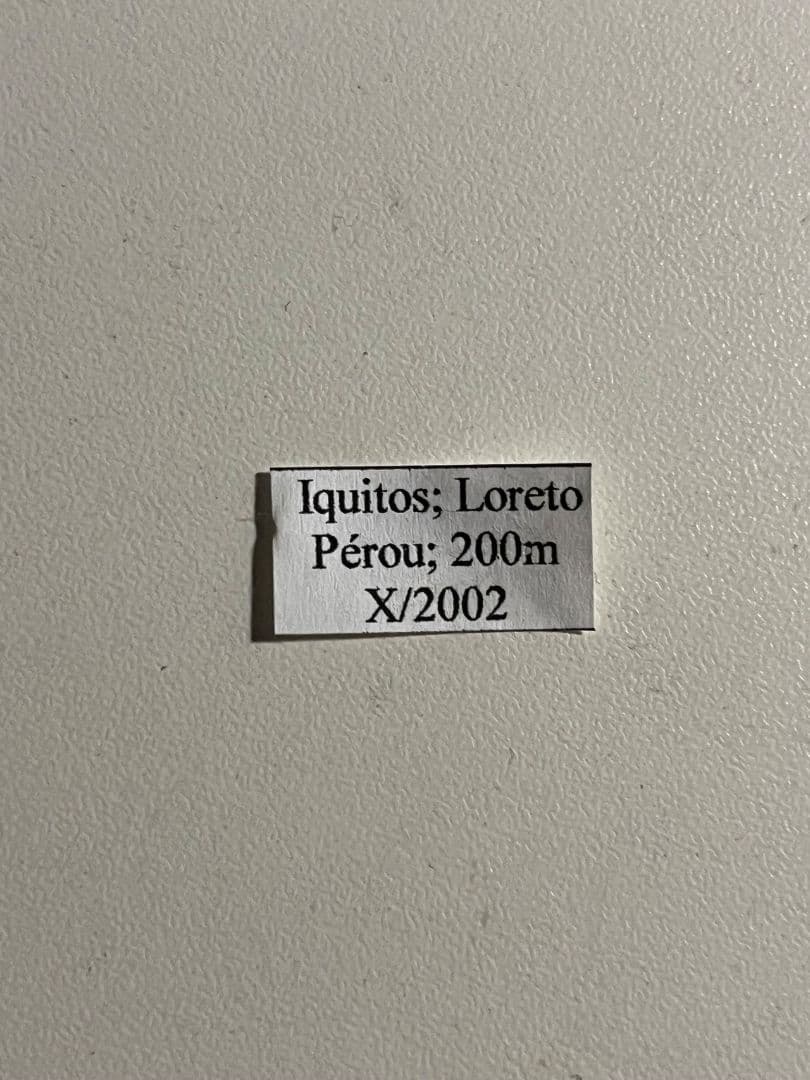 Iquitos; Loreto
Pérou; 200m
X/2002